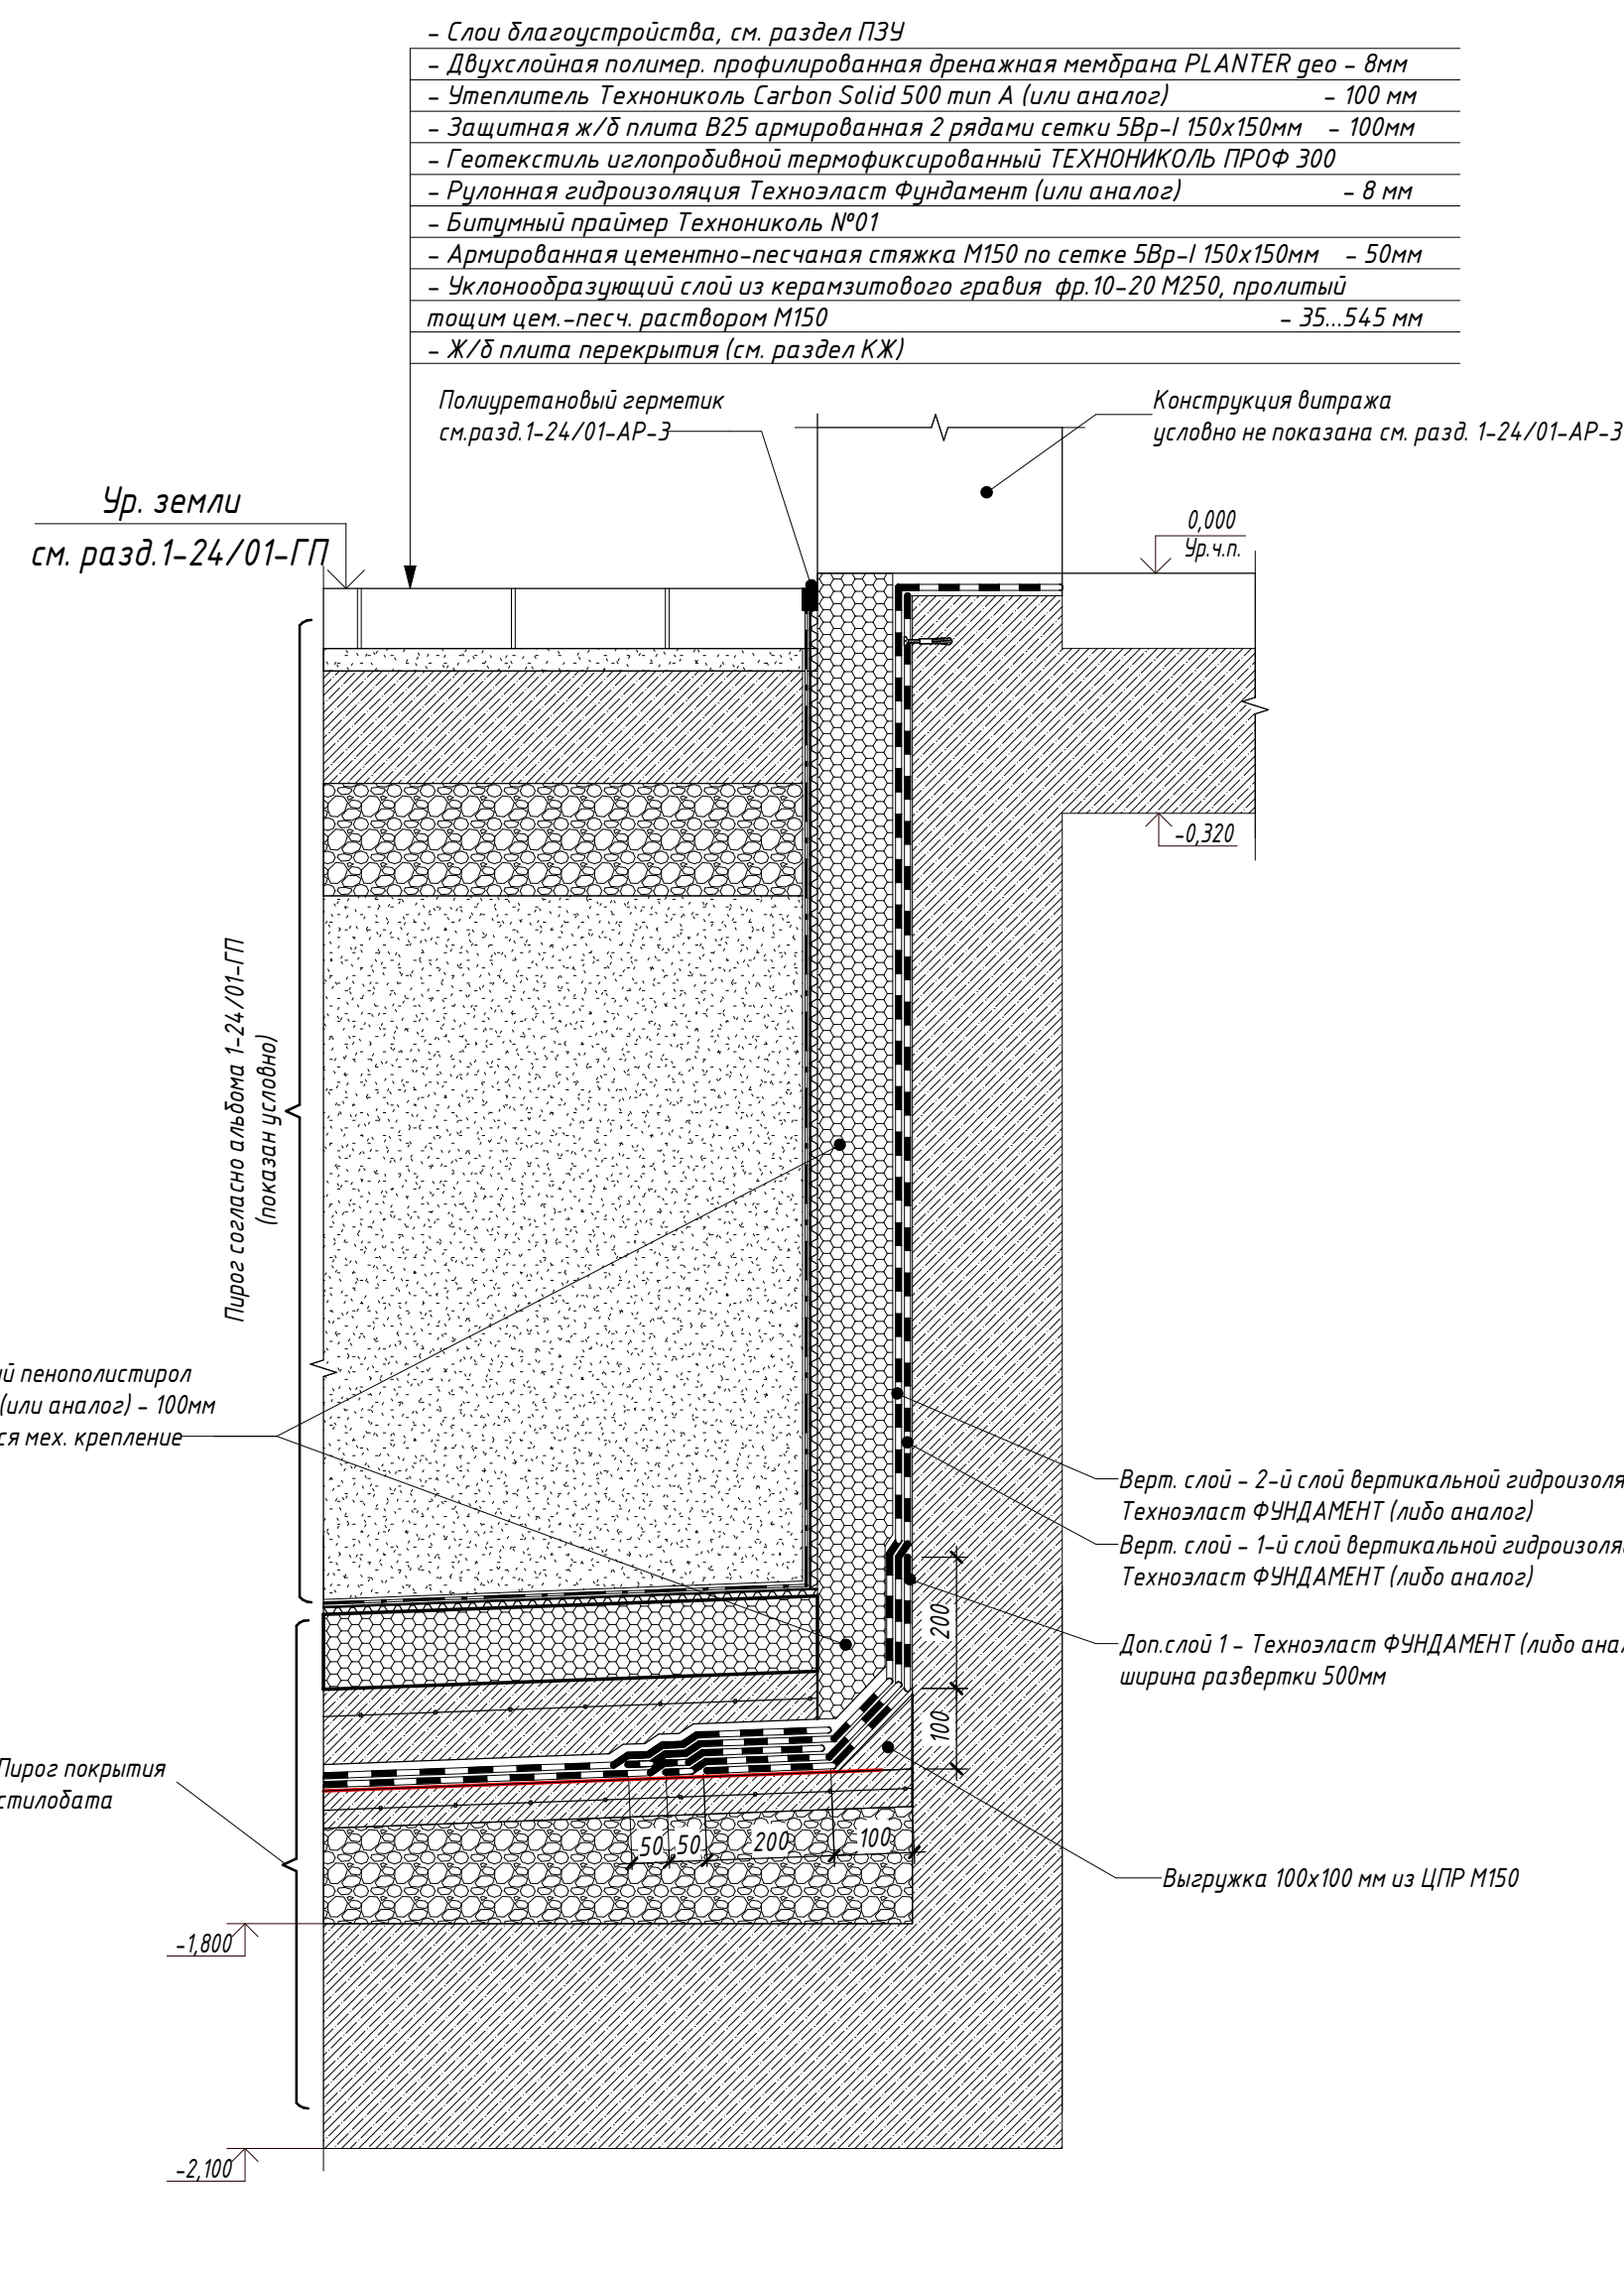 - Слои благоустройства, см. раздел ПЗУ
- Двухслойная полимер. профилированная дренажная мембрана PLANTER geo - 8мм
- Утеплитель Технониколь Carbon Solid 500 тип А (или аналог) - 100 мм
- Защитная ж/б плита В25 армированная 2 рядами сетки 5Вр-I 150х150мм - 100мм
- Геотекстиль иглопробивной термофиксированный ТЕХНОНИКОЛЬ ПРОФ 300
- Рулонная гидроизоляция Техноэласт Фундамент (или аналог) - 8 мм
- Битумный праймер Технониколь №01
- Армированная цементно-песчаная стяжка М150 по сетке 5Вр-I 150х150мм - 50мм
- Уклонообразующий слой из керамзитового гравия фр.10-20 М250, пролитый
тощим цем.-песч. раствором М150 - 35...545 мм
- Ж/б плита перекрытия (см. раздел КЖ)
Полиуретановый герметик
см.разд.1-24/01-АР-3
Конструкция витража
условно не показана см. разд. 1-24/01-АР-3
Ур. земли
см. разд.1-24/01-ГП
0,000
Ур.ч.п.
-0,320
Пирог согласно альбома 1-24/01-ГП
(показан условно)
пенополистирол
(или аналог) - 100мм
мех. крепление
Верт. слой - 2-й слой вертикальной
Техноэласт ФУНДАМЕНТ (либо аналог)
Верт. слой - 1-й слой вертикальной
Техноэласт ФУНДАМЕНТ (либо аналог)
200
Доп.слой 1 - Техноэласт ФУНДАМЕНТ (либо
ширина развертки 500мм
100
Пирог покрытия
стилобата
50 50 200 100
Выгружка 100х100 мм из ЦПР М150
-1,800
-2,100